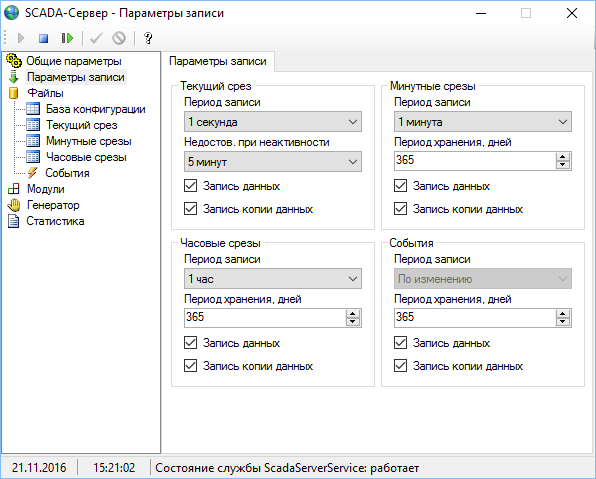 SCADA-Сервер - Параметры записи
?
Общие параметры
Параметры записи
Файлы
База конфигурации
Текущий срез
Минутные срезы
Часовые срезы
События
Модули
Генератор
Статистика
Параметры записи
Текущий срез
Период записи
1 секунда
Недостов. при неактивности
5 минут
Запись данных
Запись копии данных
Минутные срезы
Период записи
1 минута
Период хранения, дней
365
Запись данных
Запись копии данных
Часовые срезы
Период записи
1 час
Период хранения, дней
365
Запись данных
Запись копии данных
События
Период записи
По изменению
Период хранения, дней
365
Запись данных
Запись копии данных
21.11.2016 15:21:02 Состояние службы ScadaServerService: работает